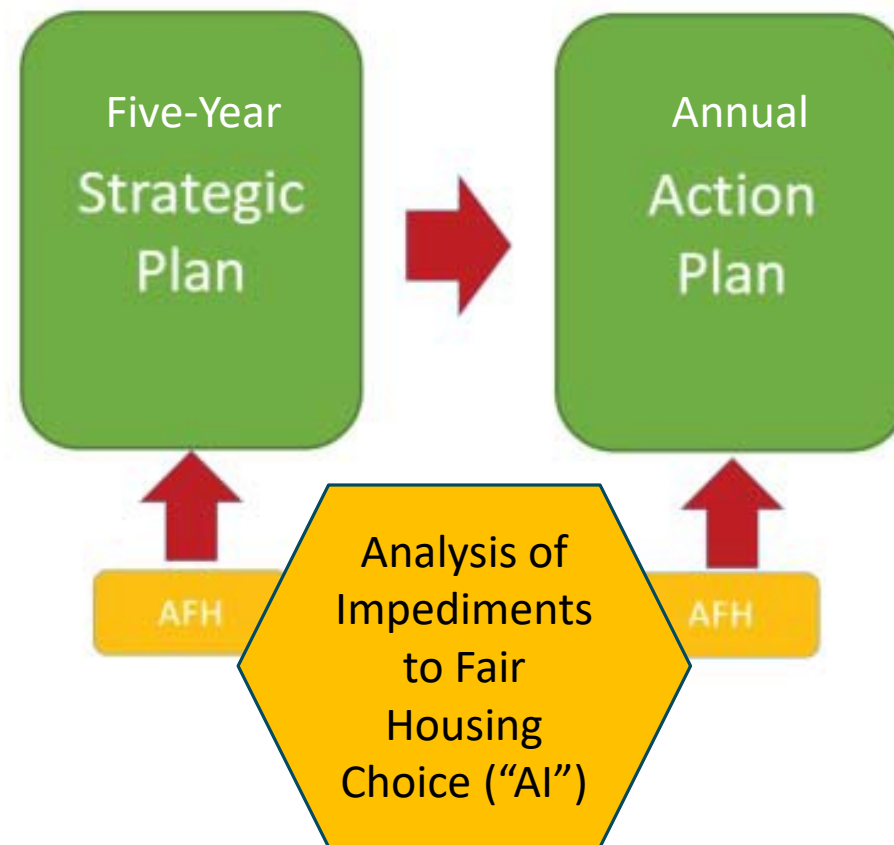 Five-Year
Strategic
Plan
Annual
Action
Plan
AFH
Analysis of
Impediments
to Fair
Housing
Choice (“AI”)
AFH